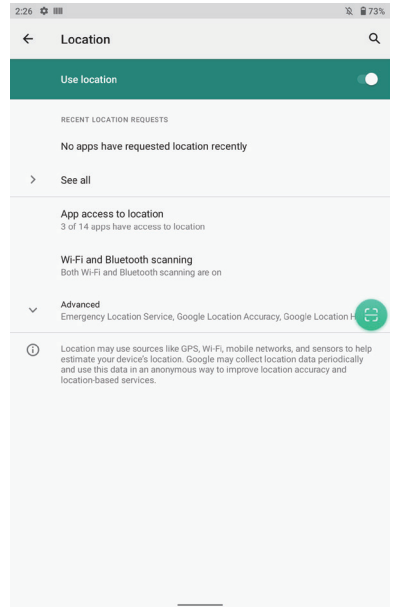 2:26 73%
Location
Use location
RECENT LOCATION REQUESTS
No apps have requested location recently
See all
App access to location
3 of 14 apps have access to location
Wi-Fi and Bluetooth scanning
Both Wi-Fi and Bluetooth scanning are on
Advanced
Emergency Location Service, Google Location Accuracy, Google Location H
Location may use sources like GPS, Wi-Fi, mobile networks, and sensors to help
estimate your device's location. Google may collect location data periodically
and use this data in an anonymous way to improve location accuracy and
location-based services.